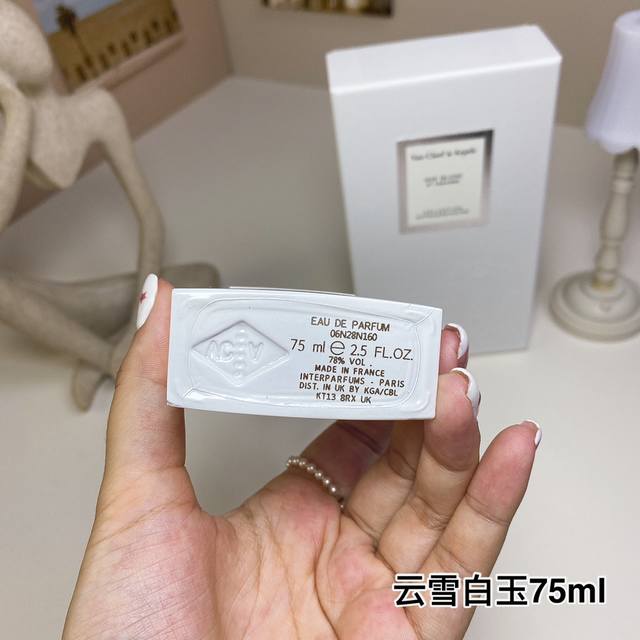 Van Cleef & Arpels
EAU DE PARFUM
06N28N160
75 ml ℮ 2.5 FL.OZ.
78% VOL
MADE IN FRANCE
INTERPARFUMS - PARIS
DIST. IN UK BY KGA/CBL
KT13 8RX UK
云雪白玉75ml